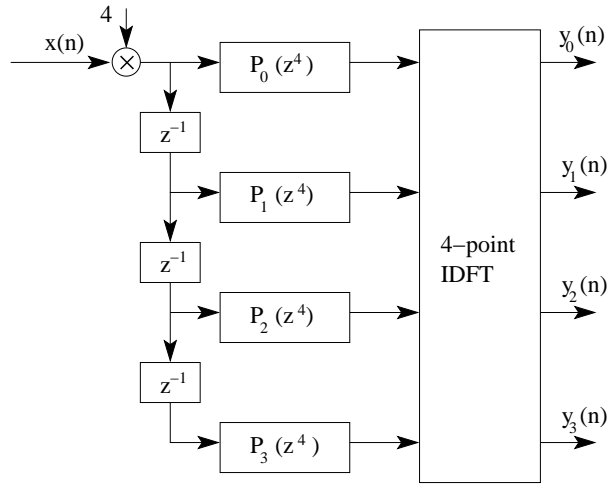 4
x(n)
×
P₀(z⁴)
y₀(n)
z⁻¹
P₁(z⁴)
y₁(n)
4−point
IDFT
z⁻¹
P₂(z⁴)
y₂(n)
z⁻¹
P₃(z⁴)
y₃(n)